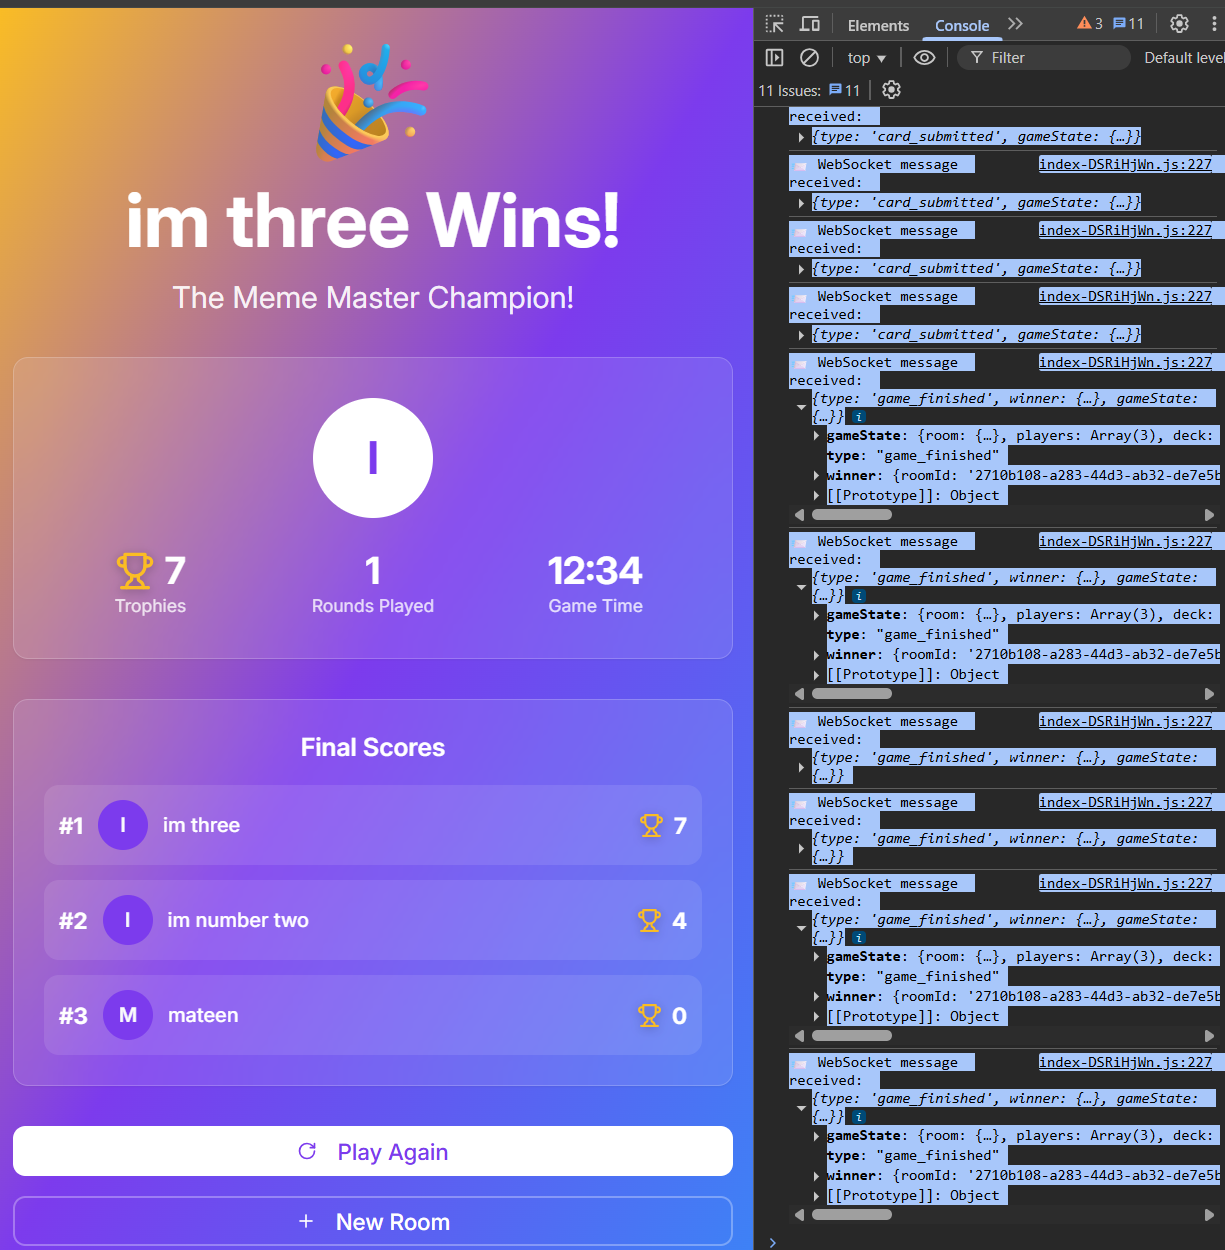 im three Wins!
The Meme Master Champion!
I
7
Trophies
1
Rounds Played
12:34
Game Time
Final Scores
#1 I im three 7
#2 I im number two 4
#3 M mateen 0
Play Again
+ New Room
Elements Console 3 11
top Filter Default level
11 Issues: 11
received:
{type: 'card_submitted', gameState: {…}}
WebSocket message index-DSRiHjWn.js:227
received:
{type: 'card_submitted', gameState: {…}}
WebSocket message index-DSRiHjWn.js:227
received:
{type: 'card_submitted', gameState: {…}}
WebSocket message index-DSRiHjWn.js:227
received:
{type: 'card_submitted', gameState: {…}}
WebSocket message index-DSRiHjWn.js:227
received:
{type: 'game_finished', winner: {…}, gameState:
{…}} i
gameState: {room: {…}, players: Array(3), deck:
type: "game_finished"
winner: {roomId: '2710b108-a283-44d3-ab32-de7e5b
[[Prototype]]: Object
WebSocket message index-DSRiHjWn.js:227
received:
{type: 'game_finished', winner: {…}, gameState:
{…}} i
gameState: {room: {…}, players: Array(3), deck:
type: "game_finished"
winner: {roomId: '2710b108-a283-44d3-ab32-de7e5b
[[Prototype]]: Object
WebSocket message index-DSRiHjWn.js:227
received:
{type: 'game_finished', winner: {…}, gameState:
{…}}
WebSocket message index-DSRiHjWn.js:227
received:
{type: 'game_finished', winner: {…}, gameState:
{…}}
WebSocket message index-DSRiHjWn.js:227
received:
{type: 'game_finished', winner: {…}, gameState:
{…}} i
gameState: {room: {…}, players: Array(3), deck:
type: "game_finished"
winner: {roomId: '2710b108-a283-44d3-ab32-de7e5b
[[Prototype]]: Object
WebSocket message index-DSRiHjWn.js:227
received:
{type: 'game_finished', winner: {…}, gameState:
{…}} i
gameState: {room: {…}, players: Array(3), deck:
type: "game_finished"
winner: {roomId: '2710b108-a283-44d3-ab32-de7e5b
[[Prototype]]: Object